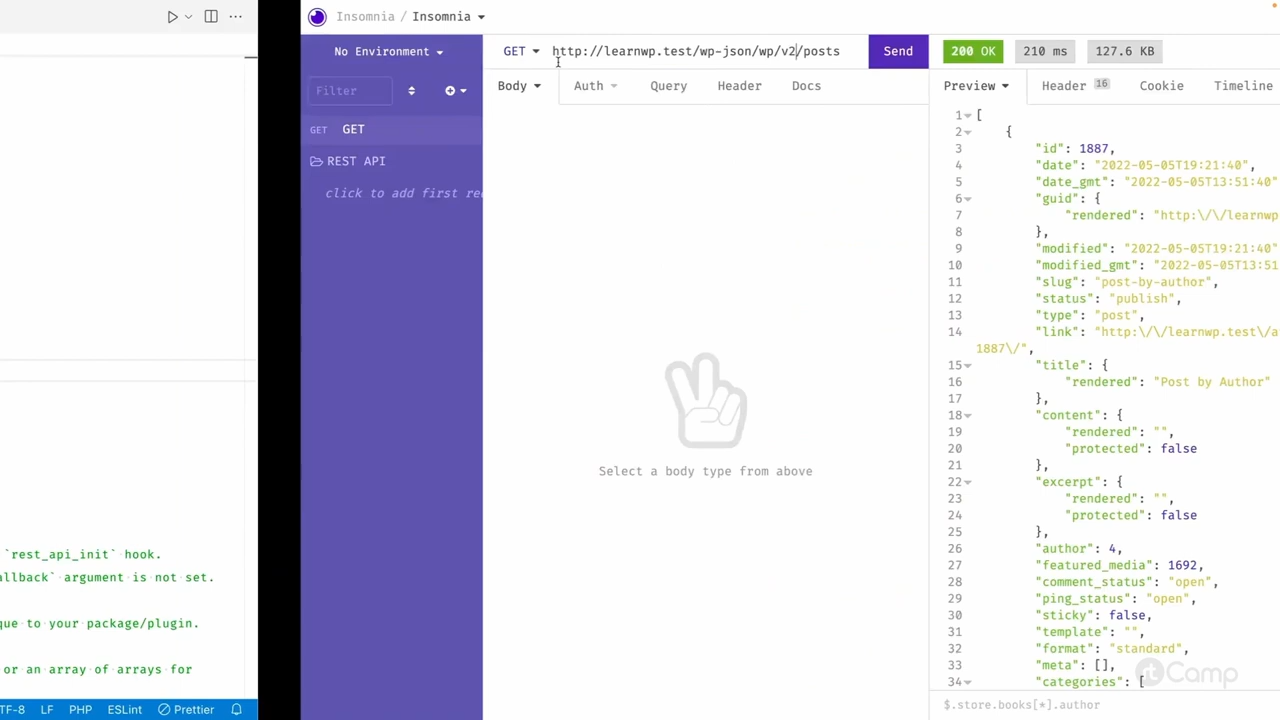 Insomnia / Insomnia
No Environment
GET http://learnwp.test/wp-json/wp/v2/posts
Send
200 OK 210 ms 127.6 KB
Filter
Body Auth Query Header Docs
Preview Header 16 Cookie Timeline
GET GET
REST API
click to add first re
Select a body type from above
1 [
2 {
3 "id": 1887,
4 "date": "2022-05-05T19:21:40",
5 "date_gmt": "2022-05-05T13:51:40"
6 "guid": {
7 "rendered": "http:\/\/learnwp
8 },
9 "modified": "2022-05-05T19:21:40"
10 "modified_gmt": "2022-05-05T13:51
11 "slug": "post-by-author",
12 "status": "publish",
13 "type": "post",
14 "link": "http:\/\/learnwp.test\/a
1887\/",
15 "title": {
16 "rendered": "Post by Author"
17 },
18 "content": {
19 "rendered": "",
20 "protected": false
21 },
22 "excerpt": {
23 "rendered": "",
24 "protected": false
25 },
26 "author": 4,
27 "featured_media": 1692,
28 "comment_status": "open",
29 "ping_status": "open",
30 "sticky": false,
31 "template": "",
32 "format": "standard",
33 "meta": [],
34 "categories": [
$.store.books[*].author
rtCamp
`rest_api_init` hook.
allback` argument is not set.
que to your package/plugin.
or an array of arrays for
TF-8 LF PHP ESLint Prettier